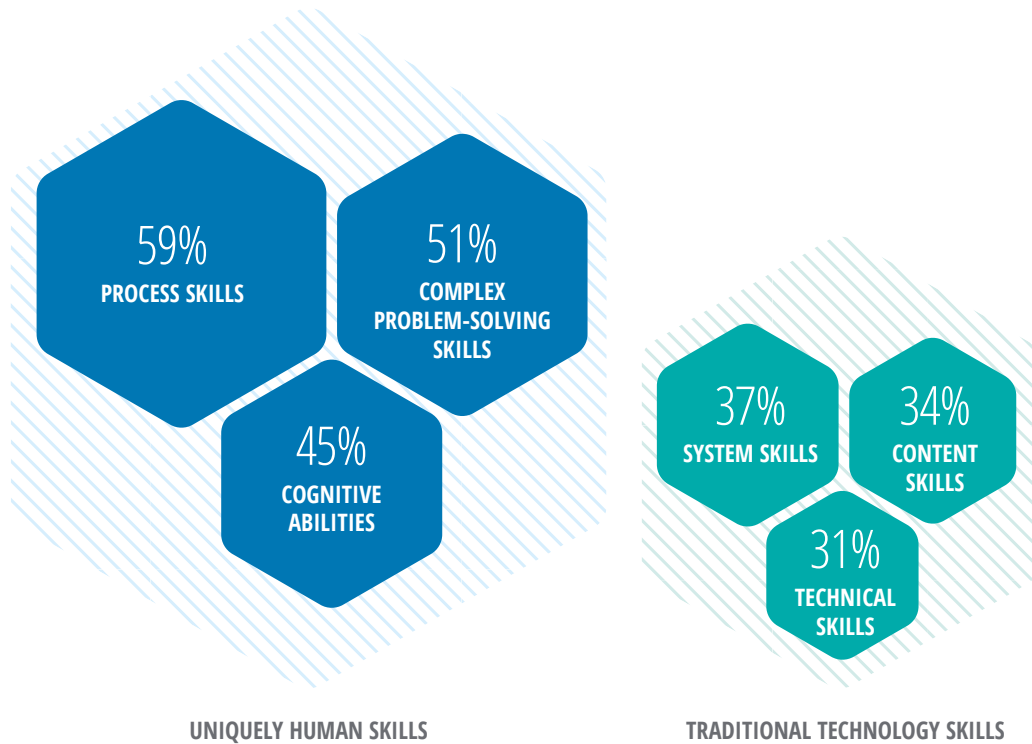 59%
PROCESS SKILLS
51%
COMPLEX
PROBLEM-SOLVING
SKILLS
45%
COGNITIVE
ABILITIES
UNIQUELY HUMAN SKILLS
37%
SYSTEM SKILLS
34%
CONTENT
SKILLS
31%
TECHNICAL
SKILLS
TRADITIONAL TECHNOLOGY SKILLS